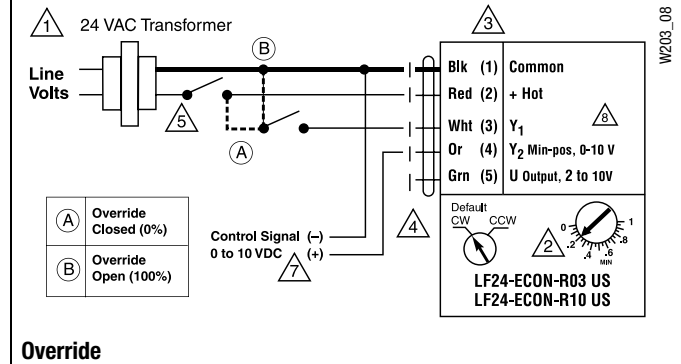 1 24 VAC Transformer
3
W203_08
B
Line
Volts
Blk (1) Common
Red (2) + Hot
5
8
Wht (3) Y1
A
Or (4) Y2 Min-pos, 0-10 V
Grn (5) U Output, 2 to 10V
A Override Closed (0%)
B Override Open (100%)
Control Signal (–)
0 to 10 VDC (+)
7
4
Default
CW CCW
2
0 .2 .4 .6 .8 1
MIN
LF24-ECON-R03 US
LF24-ECON-R10 US
Override